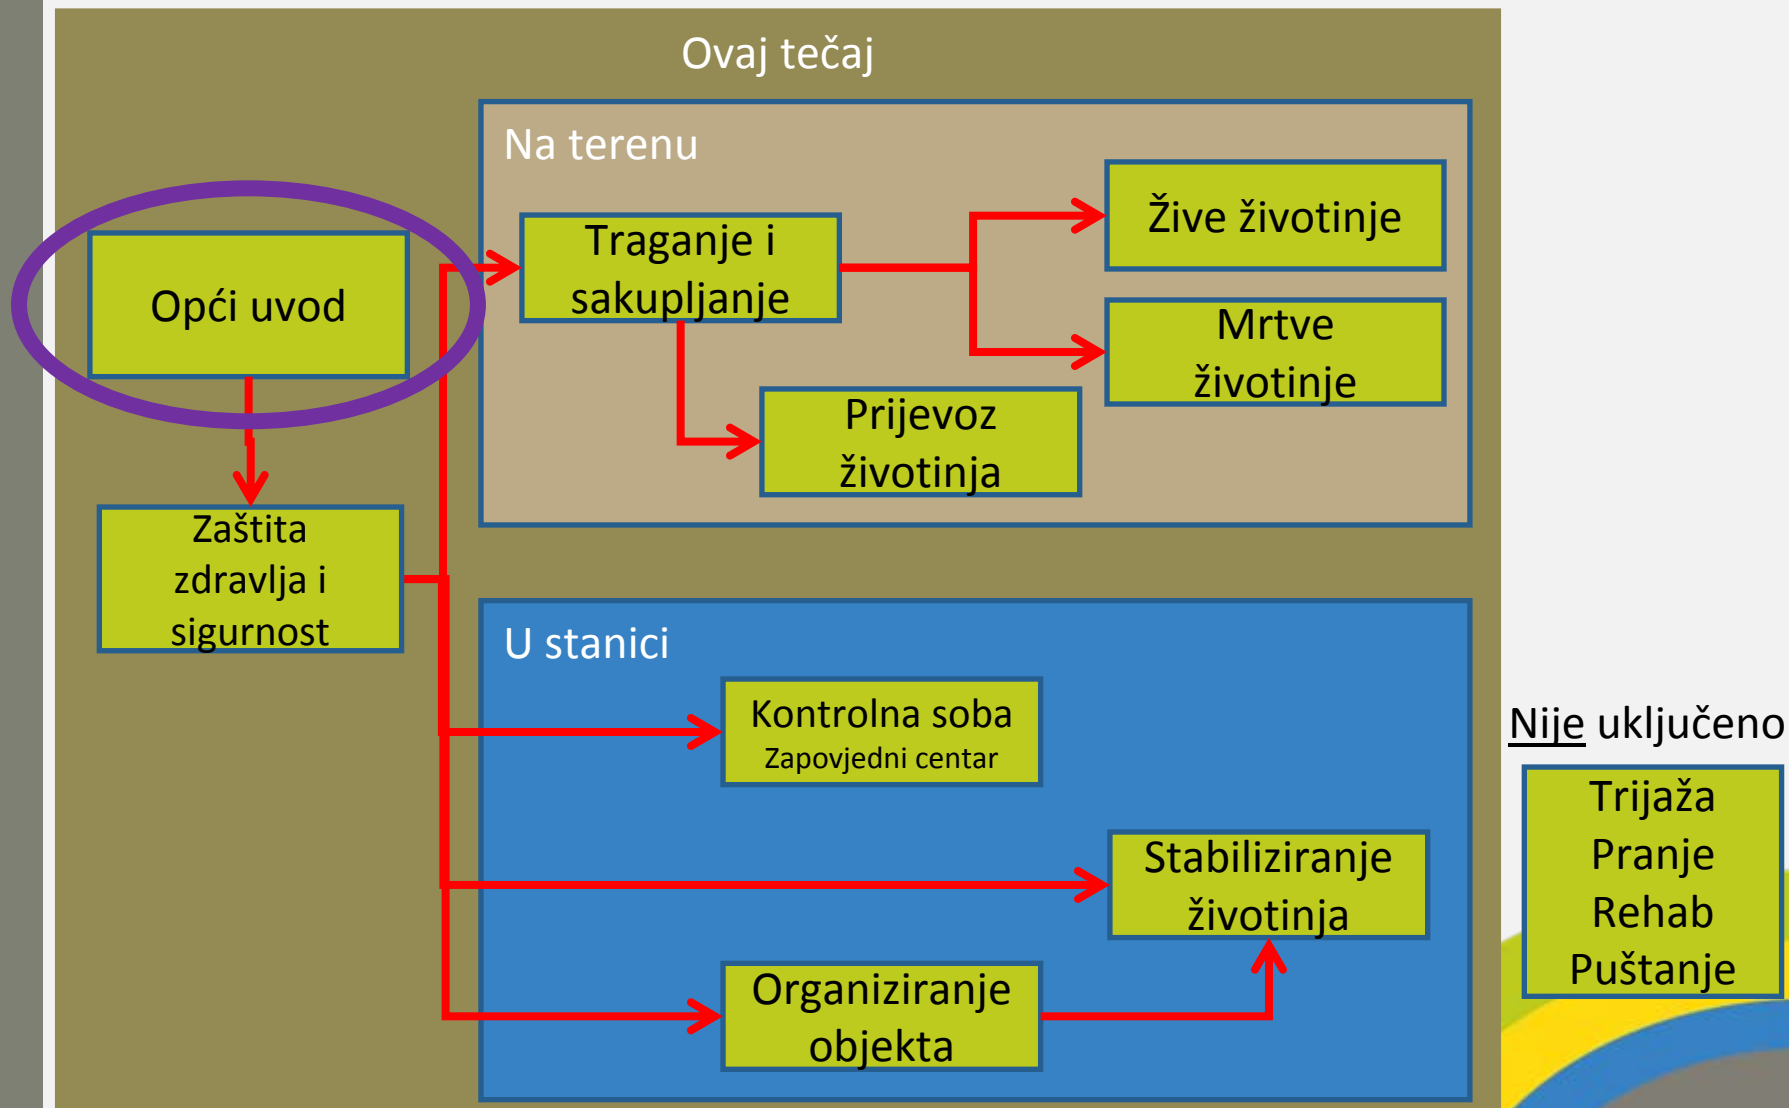 Ovaj tečaj
Na terenu
Opći uvod
Traganje i
sakupljanje
Žive životinje
Mrtve
životinje
Prijevoz
životinja
Zaštita
zdravlja i
sigurnost
U stanici
Kontrolna soba
Zapovjedni centar
Stabiliziranje
životinja
Organiziranje
objekta
Nije uključeno
Trijaža
Pranje
Rehab
Puštanje